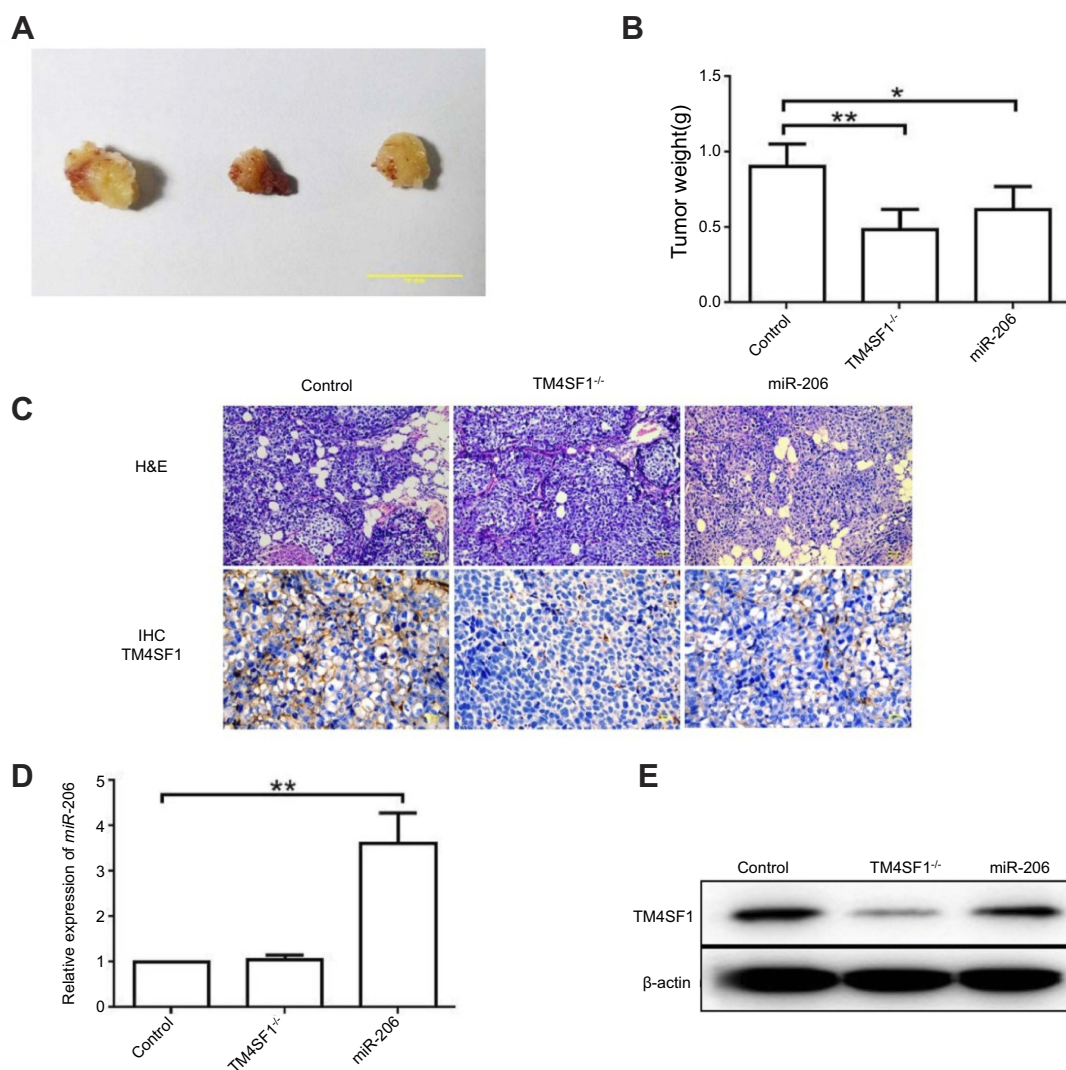 A
B
1.5
1.0
0.5
0.0
Tumor weight(g)
*
**
Control
TM4SF1-/-
miR-206
C
Control
TM4SF1-/-
miR-206
H&E
IHC
TM4SF1
D
5
4
3
2
1
0
Relative expression of miR-206
**
Control
TM4SF1-/-
miR-206
E
Control
TM4SF1-/-
miR-206
TM4SF1
β-actin